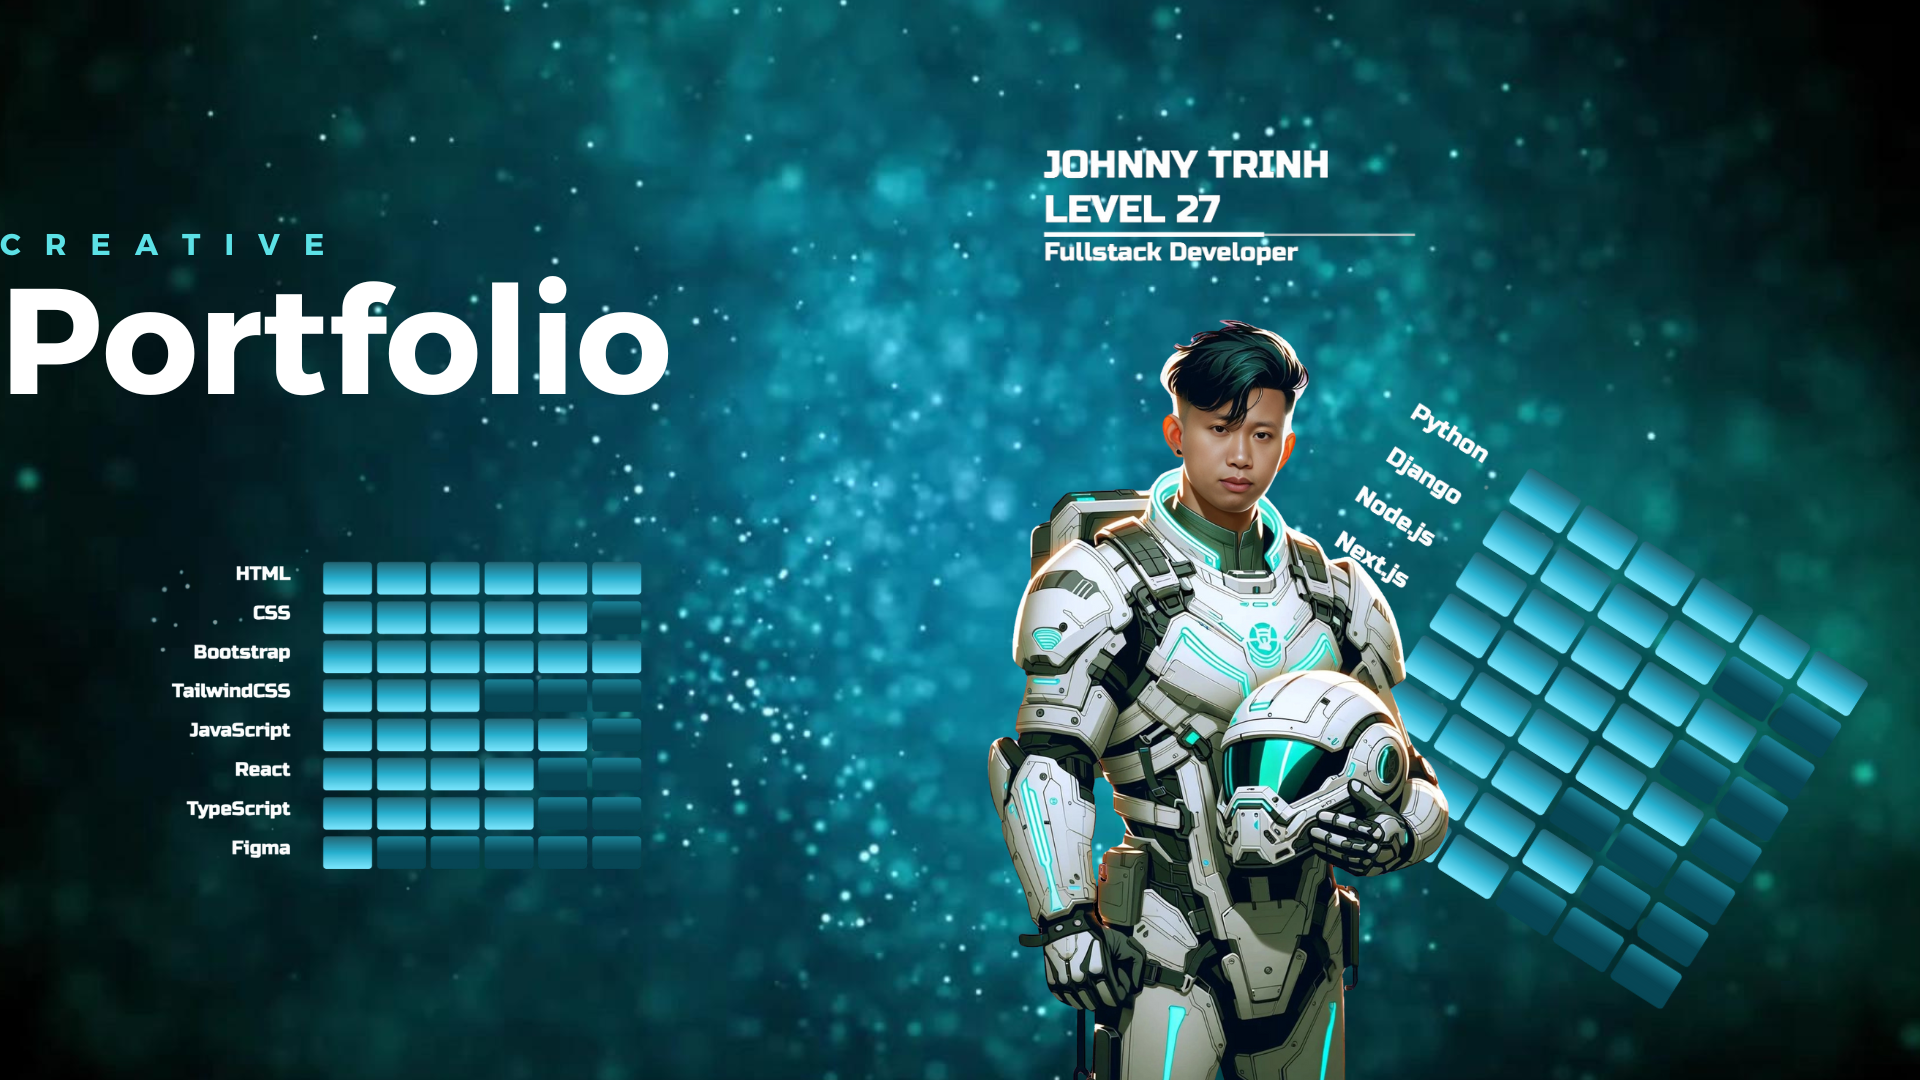 CREATIVE
Portfolio
JOHNNY TRINH
LEVEL 27
Fullstack Developer
HTML
CSS
Bootstrap
TailwindCSS
JavaScript
React
TypeScript
Figma
Python
Django
Node.js
Next.js